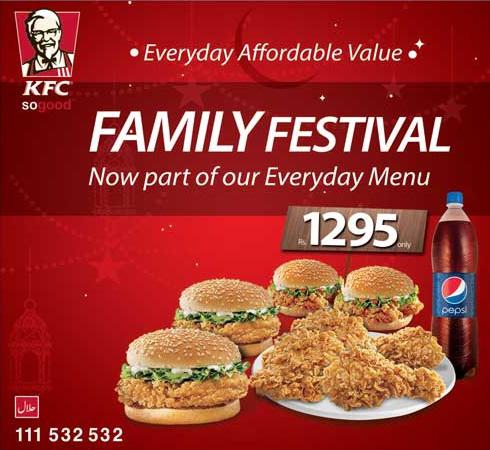 KFC
so good
• Everyday Affordable Value •
FAMILY FESTIVAL
Now part of our Everyday Menu
Rs. 1295 only
pepsi
حلال
111 532 532